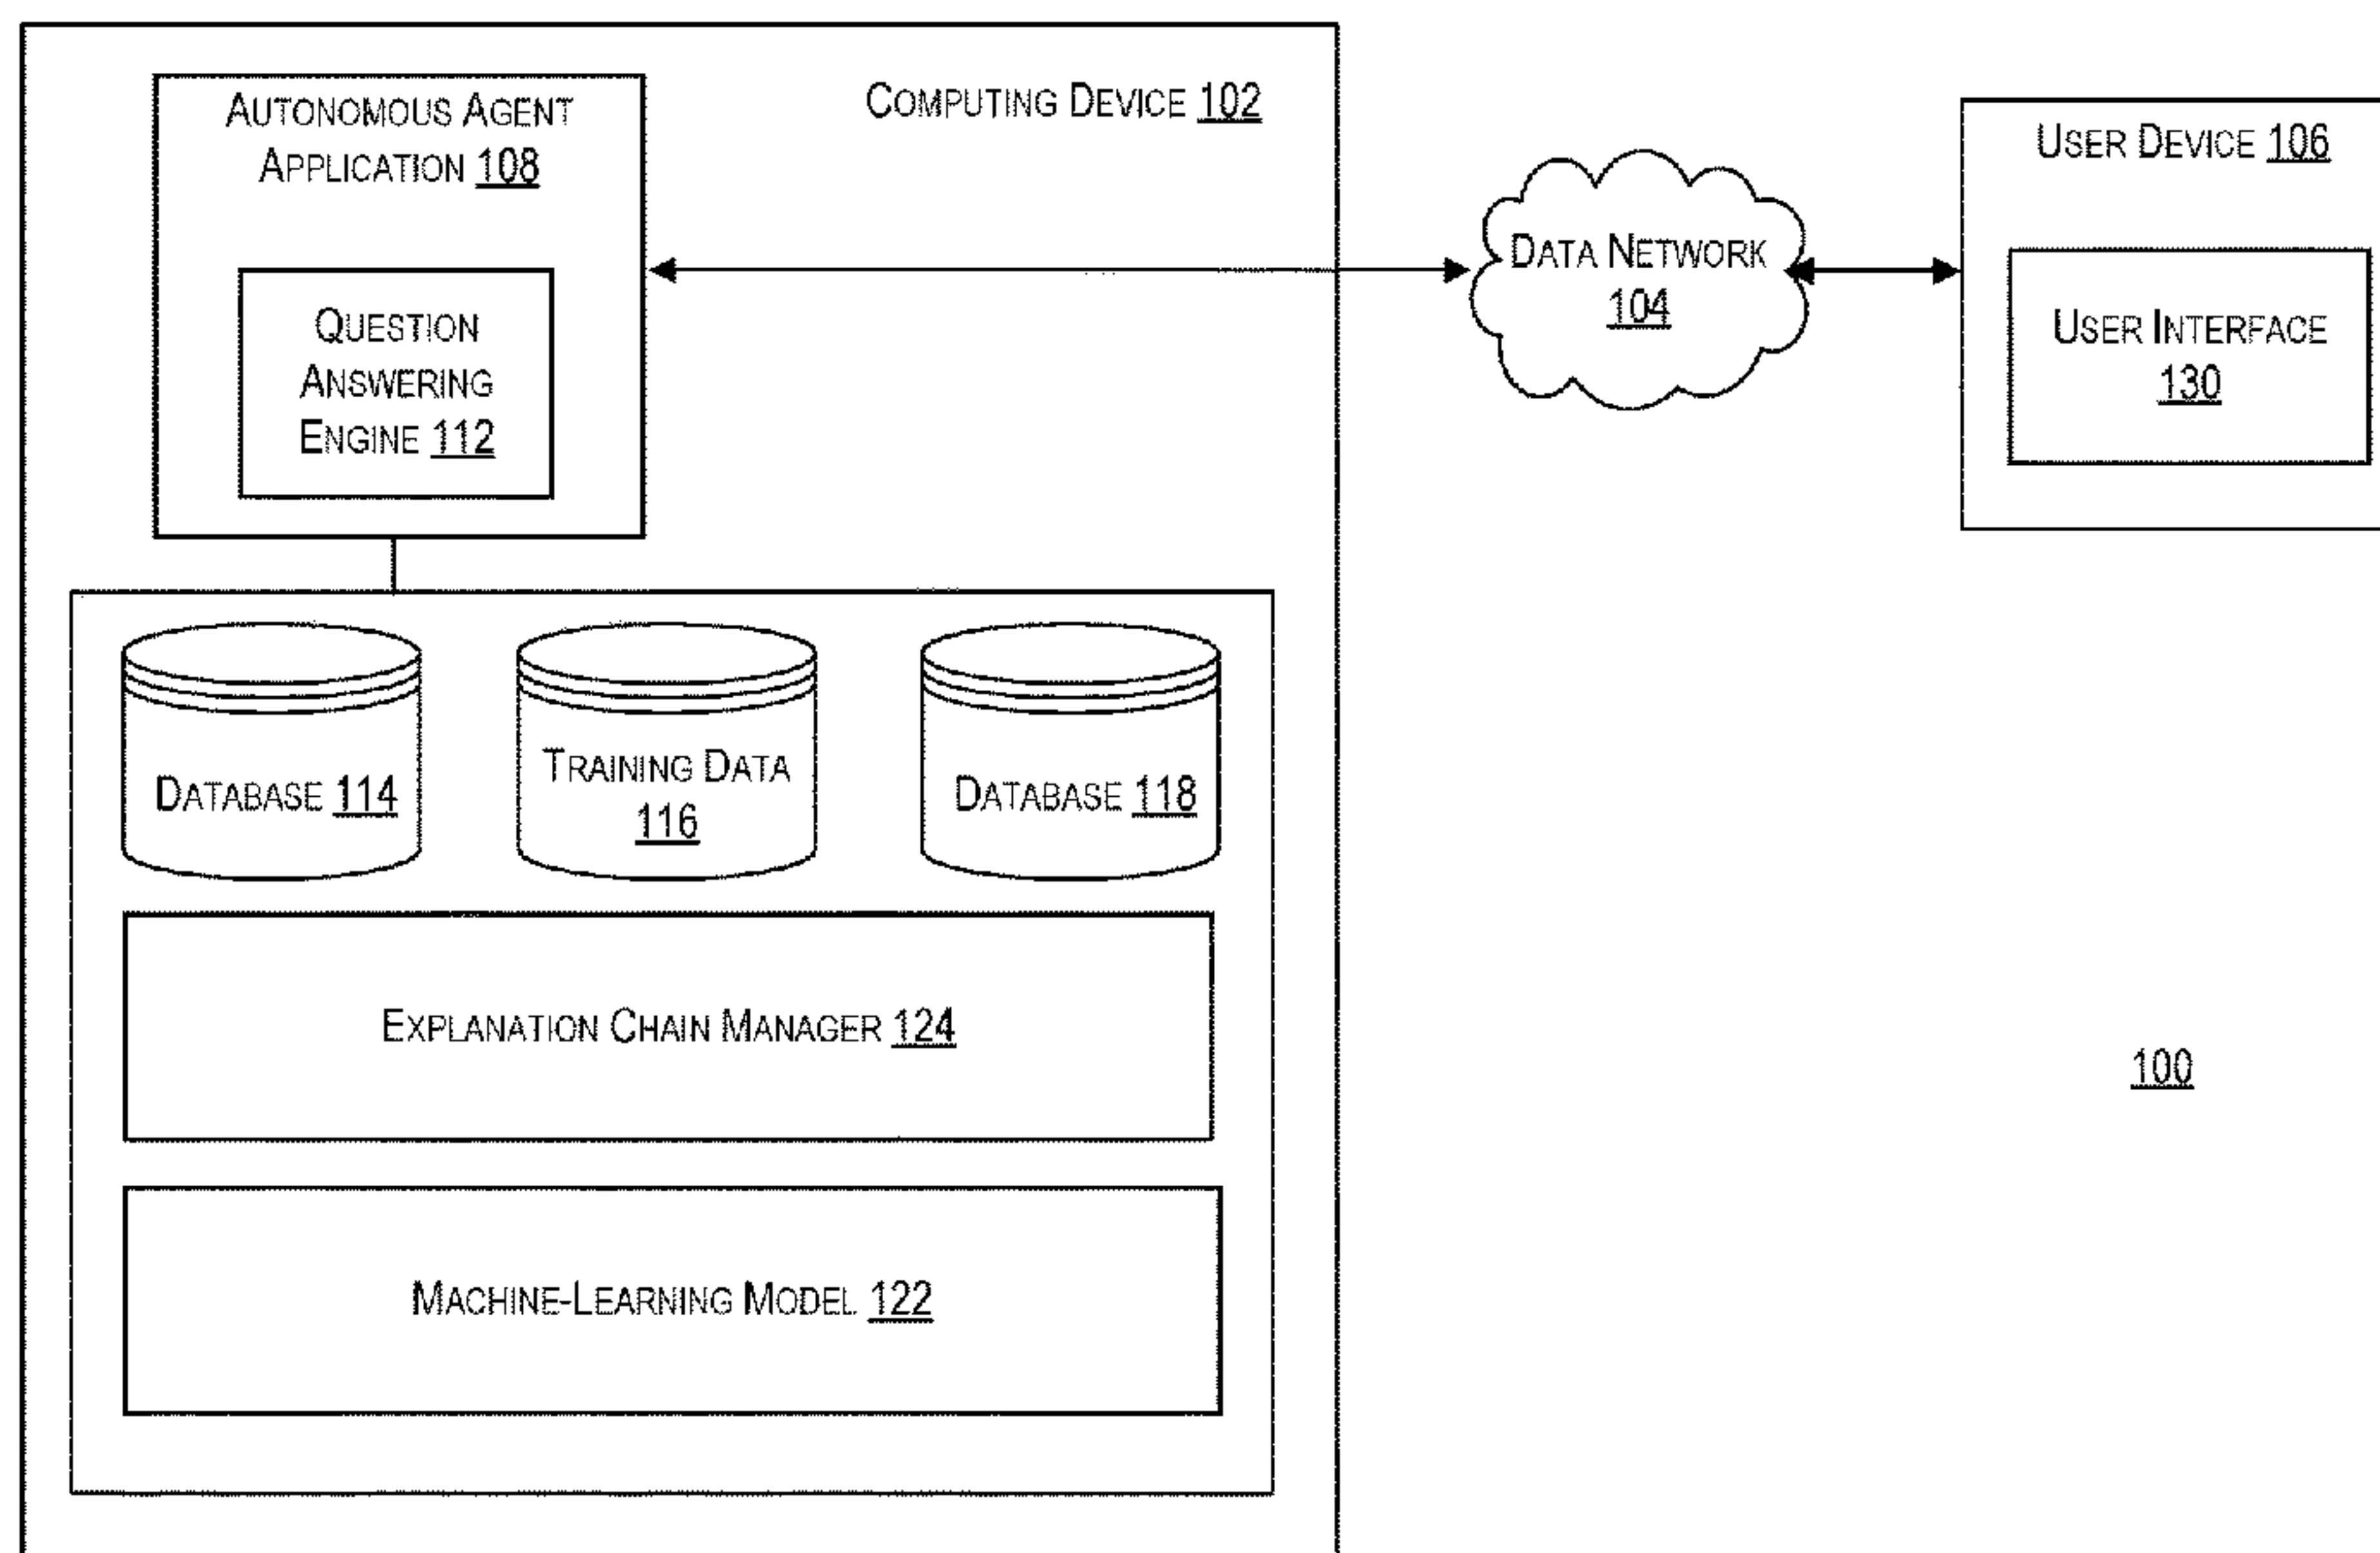 AUTONOMOUS AGENT
APPLICATION 108
COMPUTING DEVICE 102
QUESTION
ANSWERING
ENGINE 112
DATA NETWORK
104
USER DEVICE 106
USER INTERFACE
130
DATABASE 114
TRAINING DATA
116
DATABASE 118
EXPLANATION CHAIN MANAGER 124
MACHINE-LEARNING MODEL 122
100